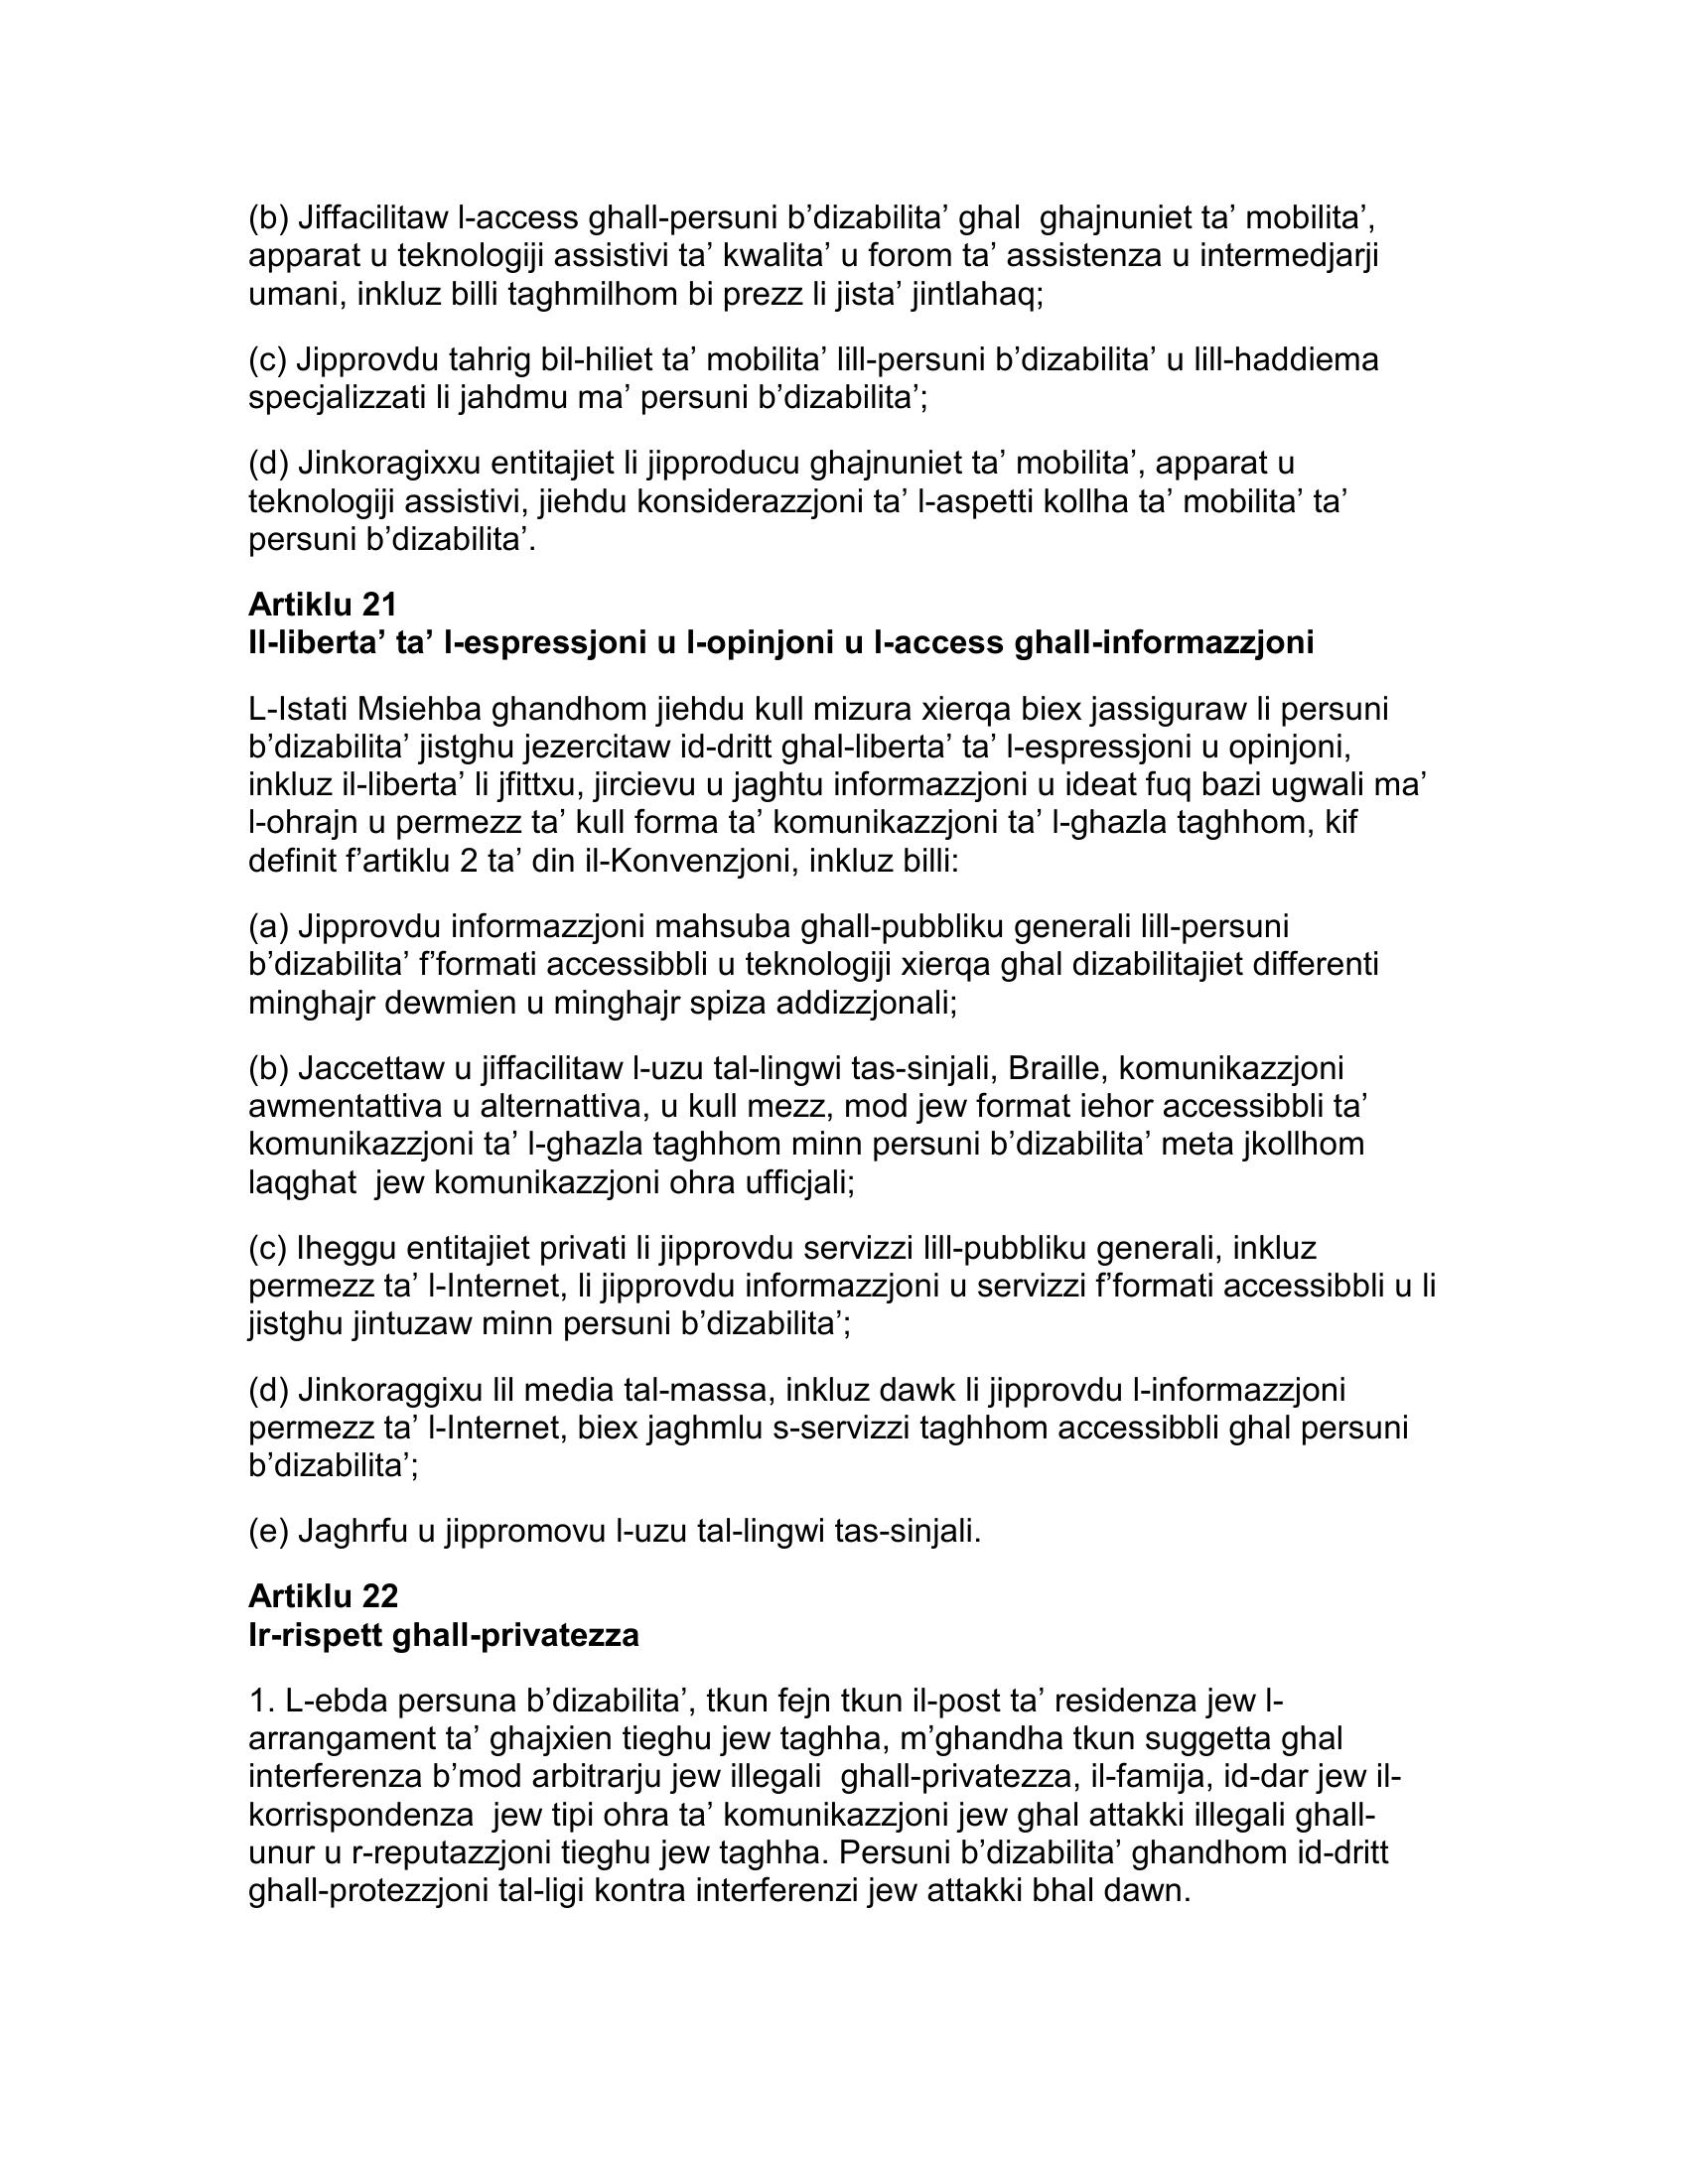 (b) Jiffacilitaw l-access ghall-persuni b’dizabilita’ ghal  ghajnuniet ta’ mobilita’,
apparat u teknologiji assistivi ta’ kwalita’ u forom ta’ assistenza u intermedjarji
umani, inkluz billi taghmilhom bi prezz li jista’ jintlahaq;
(c) Jipprovdu tahrig bil-hiliet ta’ mobilita’ lill-persuni b’dizabilita’ u lill-haddiema
specjalizzati li jahdmu ma’ persuni b’dizabilita’;
(d) Jinkoragixxu entitajiet li jipproducu ghajnuniet ta’ mobilita’, apparat u
teknologiji assistivi, jiehdu konsiderazzjoni ta’ l-aspetti kollha ta’ mobilita’ ta’
persuni b’dizabilita’.
Artiklu 21
Il-liberta’ ta’ l-espressjoni u l-opinjoni u l-access ghall-informazzjoni
L-Istati Msiehba ghandhom jiehdu kull mizura xierqa biex jassiguraw li persuni
b’dizabilita’ jistghu jezercitaw id-dritt ghal-liberta’ ta’ l-espressjoni u opinjoni,
inkluz il-liberta’ li jfittxu, jircievu u jaghtu informazzjoni u ideat fuq bazi ugwali ma’
l-ohrajn u permezz ta’ kull forma ta’ komunikazzjoni ta’ l-ghazla taghhom, kif
definit f’artiklu 2 ta’ din il-Konvenzjoni, inkluz billi:
(a) Jipprovdu informazzjoni mahsuba ghall-pubbliku generali lill-persuni
b’dizabilita’ f’formati accessibbli u teknologiji xierqa ghal dizabilitajiet differenti
minghajr dewmien u minghajr spiza addizzjonali;
(b) Jaccettaw u jiffacilitaw l-uzu tal-lingwi tas-sinjali, Braille, komunikazzjoni
awmentattiva u alternattiva, u kull mezz, mod jew format iehor accessibbli ta’
komunikazzjoni ta’ l-ghazla taghhom minn persuni b’dizabilita’ meta jkollhom
laqghat  jew komunikazzjoni ohra ufficjali;
(c) Iheggu entitajiet privati li jipprovdu servizzi lill-pubbliku generali, inkluz
permezz ta’ l-Internet, li jipprovdu informazzjoni u servizzi f’formati accessibbli u li
jistghu jintuzaw minn persuni b’dizabilita’;
(d) Jinkoraggixu lil media tal-massa, inkluz dawk li jipprovdu l-informazzjoni
permezz ta’ l-Internet, biex jaghmlu s-servizzi taghhom accessibbli ghal persuni
b’dizabilita’;
(e) Jaghrfu u jippromovu l-uzu tal-lingwi tas-sinjali.
Artiklu 22
Ir-rispett ghall-privatezza
1. L-ebda persuna b’dizabilita’, tkun fejn tkun il-post ta’ residenza jew l-
arrangament ta’ ghajxien tieghu jew taghha, m’ghandha tkun suggetta ghal
interferenza b’mod arbitrarju jew illegali  ghall-privatezza, il-famija, id-dar jew il-
korrispondenza  jew tipi ohra ta’ komunikazzjoni jew ghal attakki illegali ghall-
unur u r-reputazzjoni tieghu jew taghha. Persuni b’dizabilita’ ghandhom id-dritt
ghall-protezzjoni tal-ligi kontra interferenzi jew attakki bhal dawn.